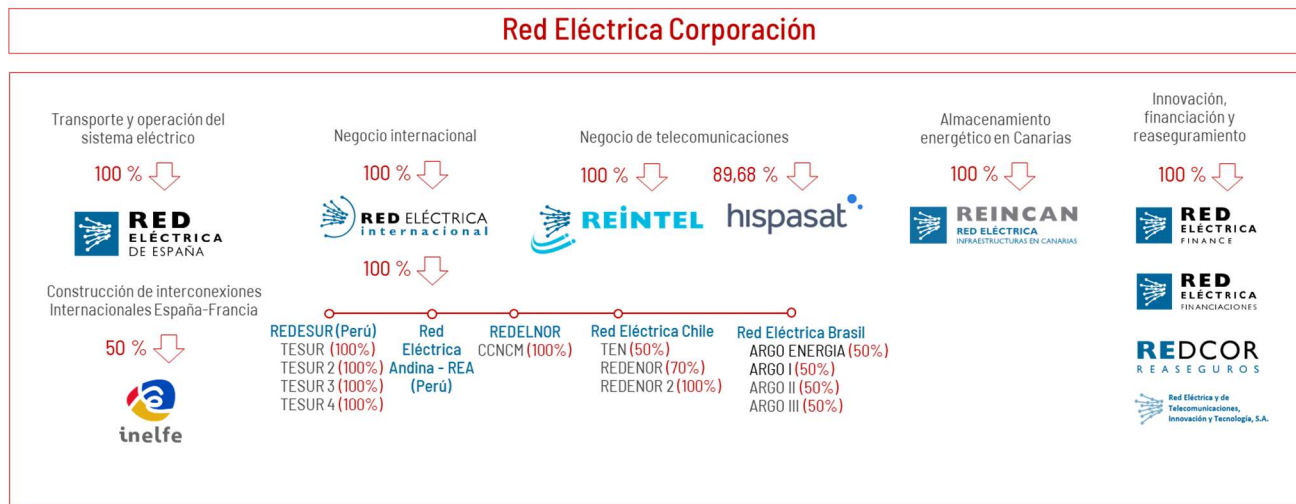 Red Eléctrica Corporación
Transporte y operación del
sistema eléctrico
100 %
RED
ELÉCTRICA
DE ESPAÑA
Construcción de interconexiones
Internacionales España-Francia
50 %
inelfe
Negocio internacional
100 %
RED ELÉCTRICA
internacional
100 %
REDESUR (Perú)
TESUR (100%)
TESUR 2 (100%)
TESUR 3 (100%)
TESUR 4 (100%)
Red
Eléctrica
Andina - REA
(Perú)
REDELNOR
CCNCM (100%)
Red Eléctrica Chile
TEN (50%)
REDENOR (70%)
REDENOR 2 (100%)
Red Eléctrica Brasil
ARGO ENERGIA (50%)
ARGO I (50%)
ARGO II (50%)
ARGO III (50%)
Negocio de telecomunicaciones
100 %
REiNTEL
89,68 %
hispasat
Almacenamiento
energético en Canarias
100 %
REINCAN
RED ELÉCTRICA
INFRAESTRUCTURAS EN CANARIAS
Innovación,
financiación y
reaseguramiento
100 %
RED
ELÉCTRICA
FINANCE
RED
ELÉCTRICA
FINANCIACIONES
REDCOR
REASEGUROS
Red Eléctrica y de
Telecomunicaciones,
Innovación y Tecnología, S.A.